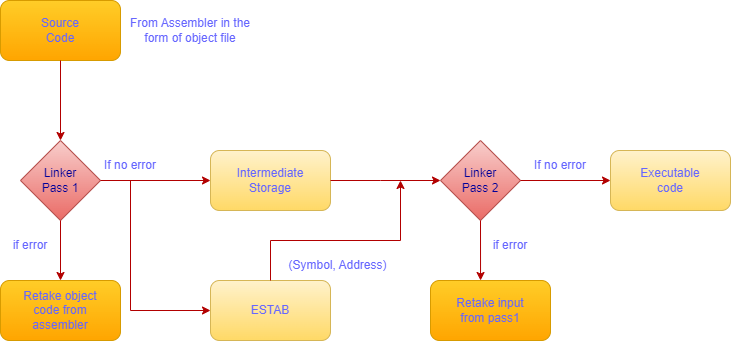 Source
Code
From Assembler in the
form of object file
Linker
Pass 1
If no error
Intermediate
Storage
Linker
Pass 2
If no error
Executable
code
if error
(Symbol, Address)
if error
Retake object
code from
assembler
ESTAB
Retake input
from pass1